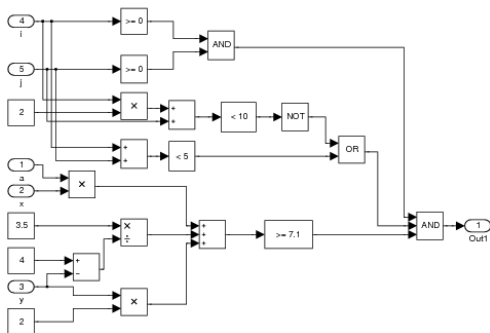 4
i
>= 0
AND
5
j
>= 0
2
×
+
+
< 10
NOT
+
+
< 5
OR
1
a
2
x
×
3.5
×
÷
+
+
+
>= 7.1
AND
1
Out1
4
+
−
3
y
2
×